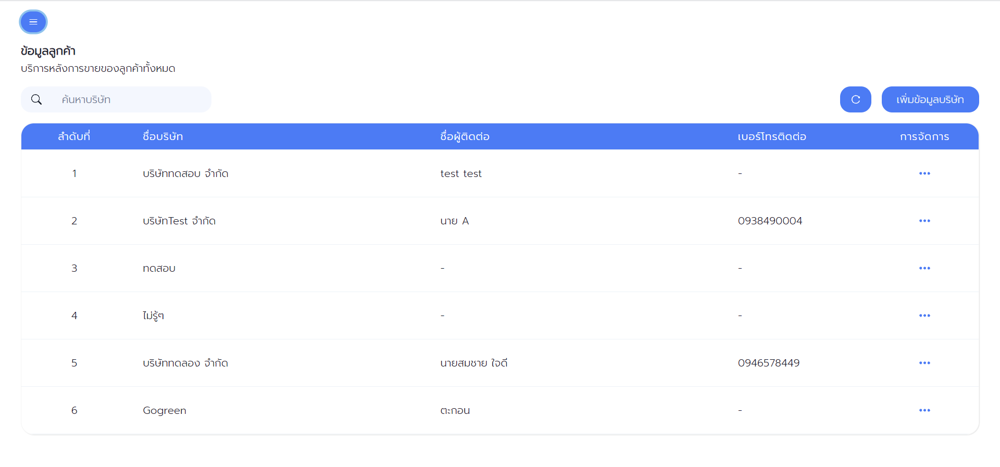 ข้อมูลลูกค้า
บริการหลังการขายของลูกค้าทั้งหมด
ค้นหาบริษัท
เพิ่มข้อมูลบริษัท
ลำดับที่ ชื่อบริษัท ชื่อผู้ติดต่อ เบอร์โทรติดต่อ การจัดการ
1 บริษัททดสอบ จำกัด test test -
2 บริษัทTest จำกัด นาย A 0938490004
3 ทดสอบ - -
4 ไม่รู้ๆ - -
5 บริษัททดลอง จำกัด นายสมชาย ใจดี 0946578449
6 Gogreen ตะกอน -